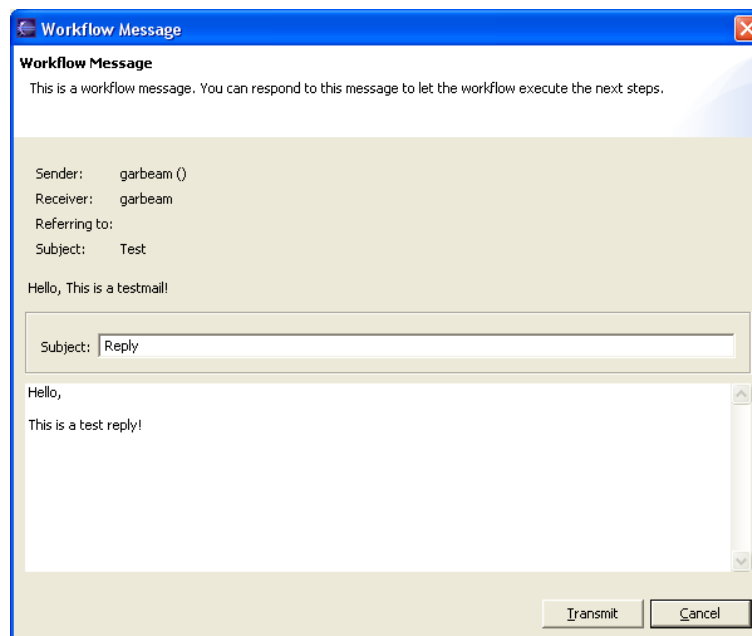 Workflow Message
Workflow Message
This is a workflow message. You can respond to this message to let the workflow execute the next steps.
Sender: garbeam ()
Receiver: garbeam
Referring to:
Subject: Test
Hello, This is a testmail!
Subject: Reply
Hello,
This is a test reply!
Transmit Cancel